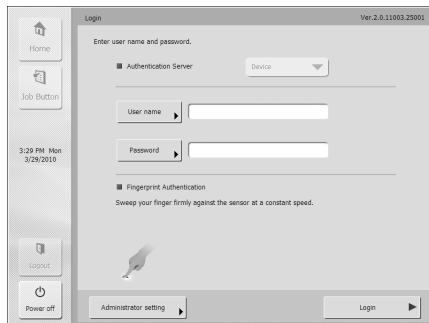 Login
Ver.2.0.11003.25001
Home
Job Button
3:29 PM Mon
3/29/2010
Logout
Power off
Enter user name and password.
Authentication Server
Device
User name
Password
Fingerprint Authentication
Sweep your finger firmly against the sensor at a constant speed.
Administrator setting
Login